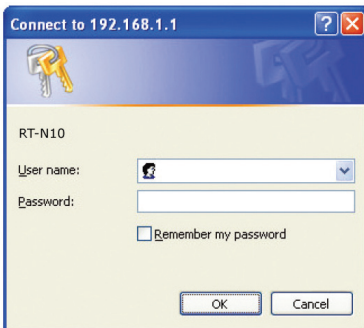 Connect to 192.168.1.1
RT-N10
User name:
Password:
Remember my password
OK
Cancel